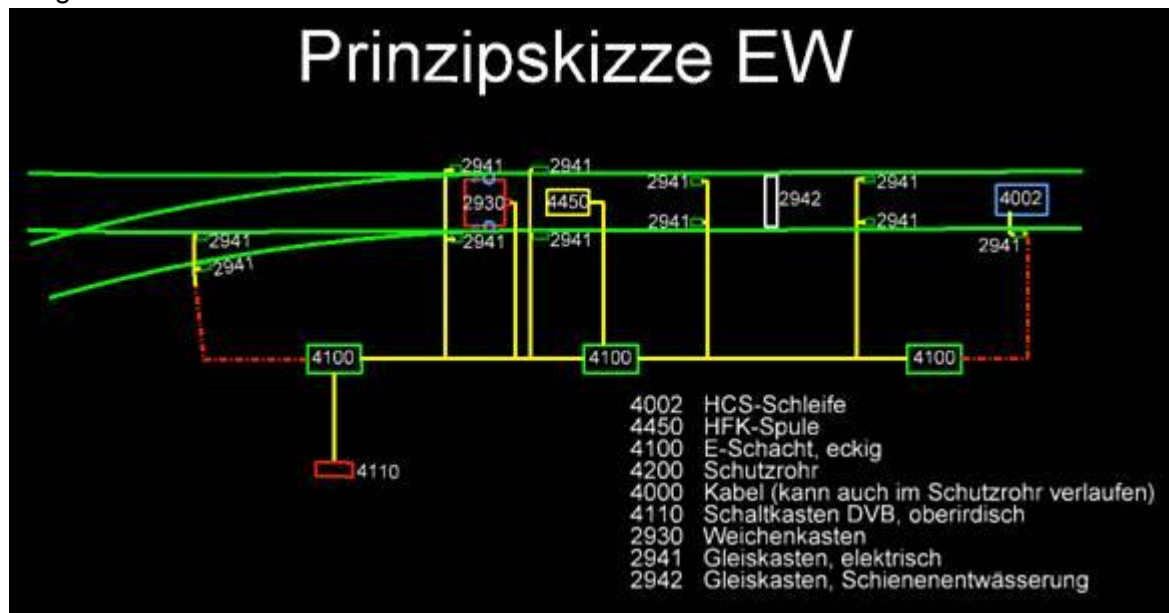 Prinzipskizze EW
2941
2941
2941
2941
2930
4450
2942
4002
2941
2941
2941
2941
2941
2941
2941
4100
4100
4100
4110
4002 HCS-Schleife
4450 HFK-Spule
4100 E-Schacht, eckig
4200 Schutzrohr
4000 Kabel (kann auch im Schutzrohr verlaufen)
4110 Schaltkasten DVB, oberirdisch
2930 Weichenkasten
2941 Gleiskasten, elektrisch
2942 Gleiskasten, Schienenentwässerung